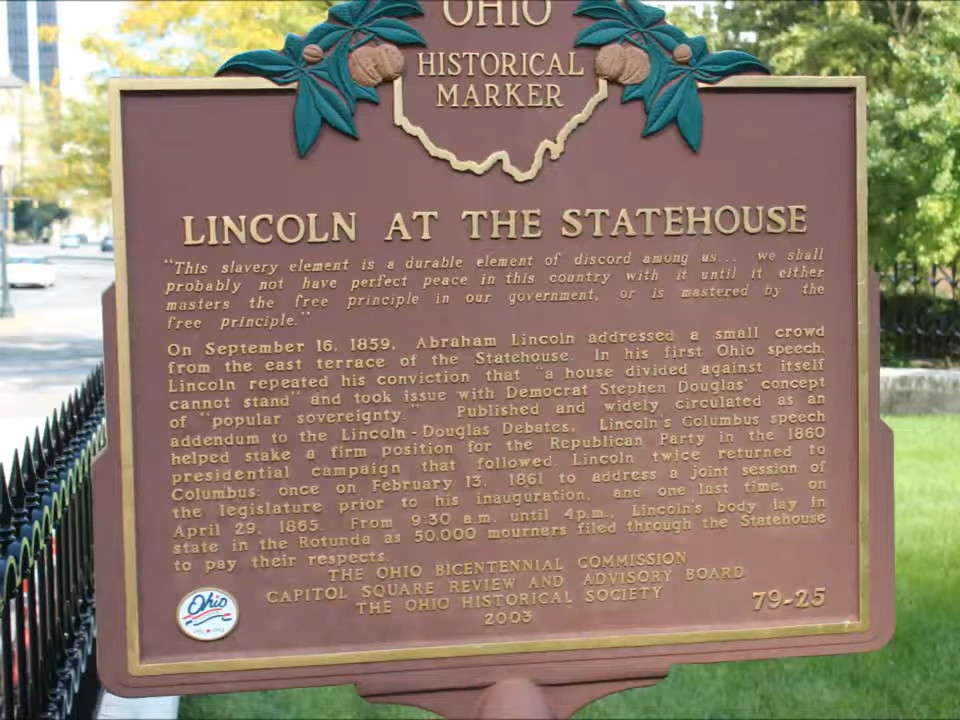 OHIO
HISTORICAL
MARKER
LINCOLN AT THE STATEHOUSE
"This slavery element is a durable element of discord among us... we shall
probably not have perfect peace in this country with it until it either
masters the free principle in our government, or is mastered by the
free principle."
On September 16, 1859, Abraham Lincoln addressed a small crowd
from the east terrace of the Statehouse. In his first Ohio speech,
Lincoln repeated his conviction that "a house divided against itself
cannot stand" and took issue with Democrat Stephen Douglas' concept
of "popular sovereignty." Published and widely circulated as an
addendum to the Lincoln-Douglas Debates, Lincoln's Columbus speech
helped stake a firm position for the Republican Party in the 1860
presidential campaign that followed. Lincoln twice returned to
Columbus: once on February 13, 1861 to address a joint session of
the legislature prior to his inauguration, and one last time, on
April 29, 1865. From 9:30 a.m. until 4p.m., Lincoln's body lay in
state in the Rotunda as 50,000 mourners filed through the Statehouse
to pay their respects.
THE OHIO BICENTENNIAL COMMISSION
CAPITOL SQUARE REVIEW AND ADVISORY BOARD
THE OHIO HISTORICAL SOCIETY
2003
79-25
Ohio